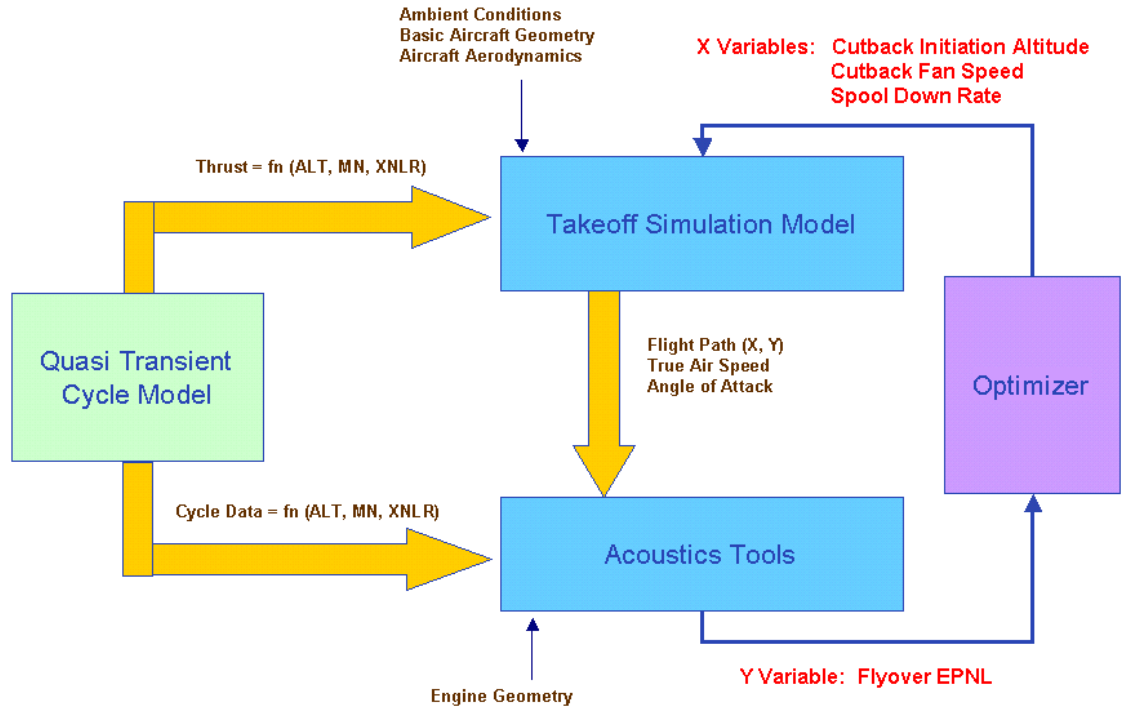 Ambient Conditions
Basic Aircraft Geometry
Aircraft Aerodynamics
X Variables: Cutback Initiation Altitude
Cutback Fan Speed
Spool Down Rate
Thrust = fn (ALT, MN, XNLR)
Takeoff Simulation Model
Quasi Transient
Cycle Model
Flight Path (X, Y)
True Air Speed
Angle of Attack
Optimizer
Cycle Data = fn (ALT, MN, XNLR)
Acoustics Tools
Y Variable: Flyover EPNL
Engine Geometry